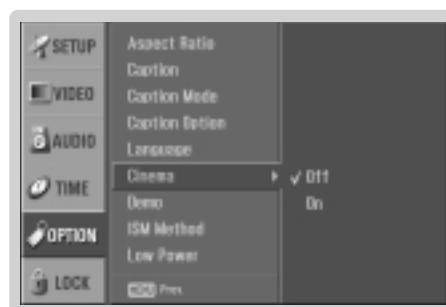 SETUP
VIDEO
AUDIO
TIME
OPTION
LOCK
Aspect Ratio
Caption
Caption Mode
Caption Option
Language
Cinema
Demo
ISM Method
Low Power
Prev.
✓ Off
On